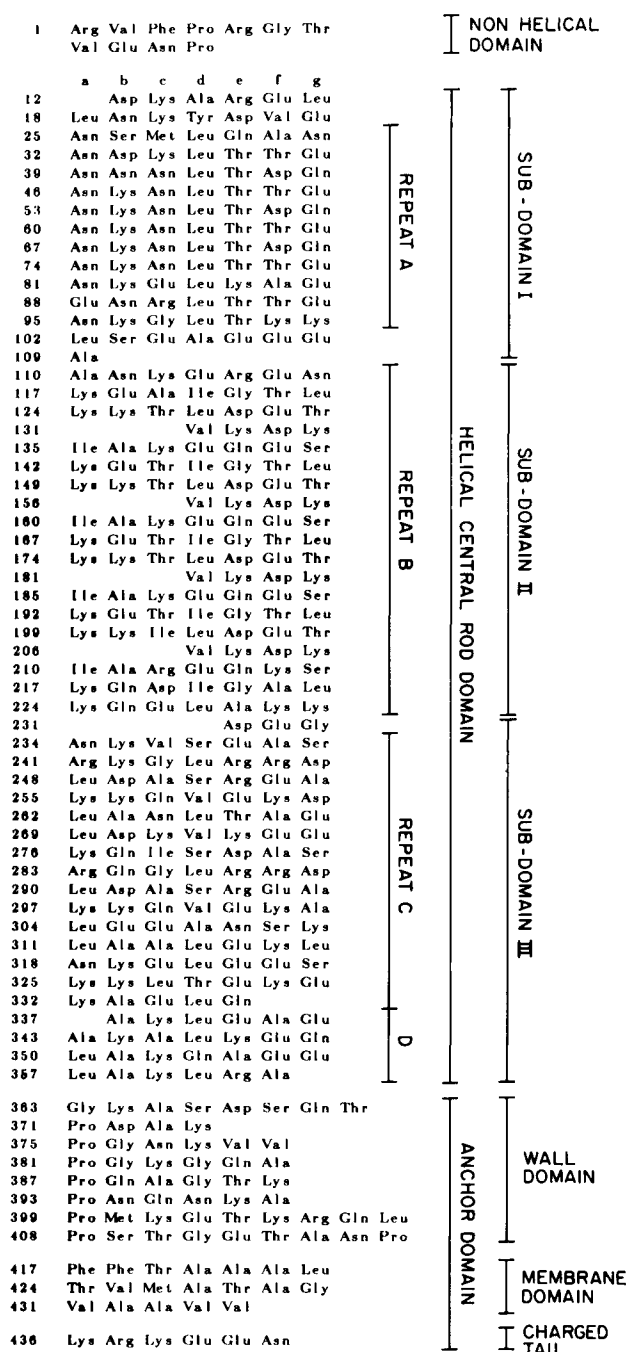 1 Arg Val Phe Pro Arg Gly Thr
Val Glu Asn Pro
NON HELICAL
DOMAIN
a b c d e f g
12 Asp Lys Ala Arg Glu Leu
18 Leu Asn Lys Tyr Asp Val Glu
25 Asn Ser Met Leu Gln Ala Asn
32 Asn Asp Lys Leu Thr Thr Glu
39 Asn Asn Asn Leu Thr Asp Gln
46 Asn Lys Asn Leu Thr Thr Glu
53 Asn Lys Asn Leu Thr Asp Gln
60 Asn Lys Asn Leu Thr Thr Glu
67 Asn Lys Asn Leu Thr Asp Gln
74 Asn Lys Asn Leu Thr Thr Glu
81 Asn Lys Glu Leu Lys Ala Glu
88 Glu Asn Arg Leu Thr Thr Glu
95 Asn Lys Gly Leu Thr Lys Lys
102 Leu Ser Glu Ala Glu Glu Glu
109 Ala
110 Ala Asn Lys Glu Arg Glu Asn
117 Lys Glu Ala Ile Gly Thr Leu
124 Lys Lys Thr Leu Asp Glu Thr
131 Val Lys Asp Lys
135 Ile Ala Lys Glu Gln Glu Ser
142 Lys Glu Thr Ile Gly Thr Leu
149 Lys Lys Thr Leu Asp Glu Thr
156 Val Lys Asp Lys
160 Ile Ala Lys Glu Gln Glu Ser
167 Lys Glu Thr Ile Gly Thr Leu
174 Lys Lys Thr Leu Asp Glu Thr
181 Val Lys Asp Lys
185 Ile Ala Lys Glu Gln Glu Ser
192 Lys Glu Thr Ile Gly Thr Leu
199 Lys Lys Ile Leu Asp Glu Thr
206 Val Lys Asp Lys
210 Ile Ala Arg Glu Gln Lys Ser
217 Lys Gln Asp Ile Gly Ala Leu
224 Lys Gln Glu Leu Ala Lys Lys
231 Asp Glu Gly
234 Asn Lys Val Ser Glu Ala Ser
241 Arg Lys Gly Leu Arg Arg Asp
248 Leu Asp Ala Ser Arg Glu Ala
255 Lys Lys Gln Val Glu Lys Asp
262 Leu Ala Asn Leu Thr Ala Glu
269 Leu Asp Lys Val Lys Glu Glu
276 Lys Gln Ile Ser Asp Ala Ser
283 Arg Gln Gly Leu Arg Arg Asp
290 Leu Asp Ala Ser Arg Glu Ala
297 Lys Lys Gln Val Glu Lys Ala
304 Leu Glu Glu Ala Asn Ser Lys
311 Leu Ala Ala Leu Glu Lys Leu
318 Asn Lys Glu Leu Glu Glu Ser
325 Lys Lys Leu Thr Glu Lys Glu
332 Lys Ala Glu Leu Gln
337 Ala Lys Leu Glu Ala Glu
343 Ala Lys Ala Leu Lys Glu Gln
350 Leu Ala Lys Gln Ala Glu Glu
357 Leu Ala Lys Leu Arg Ala
REPEAT A
REPEAT B
REPEAT C
D
HELICAL CENTRAL ROD DOMAIN
SUB-DOMAIN I
SUB-DOMAIN II
SUB-DOMAIN III
363 Gly Lys Ala Ser Asp Ser Gln Thr
371 Pro Asp Ala Lys
375 Pro Gly Asn Lys Val Val
381 Pro Gly Lys Gly Gln Ala
387 Pro Gln Ala Gly Thr Lys
393 Pro Asn Gln Asn Lys Ala
399 Pro Met Lys Glu Thr Lys Arg Gln Leu
408 Pro Ser Thr Gly Glu Thr Ala Asn Pro
417 Phe Phe Thr Ala Ala Ala Leu
424 Thr Val Met Ala Thr Ala Gly
431 Val Ala Ala Val Val
436 Lys Arg Lys Glu Glu Asn
ANCHOR DOMAIN
WALL
DOMAIN
MEMBRANE
DOMAIN
CHARGED
TAIL